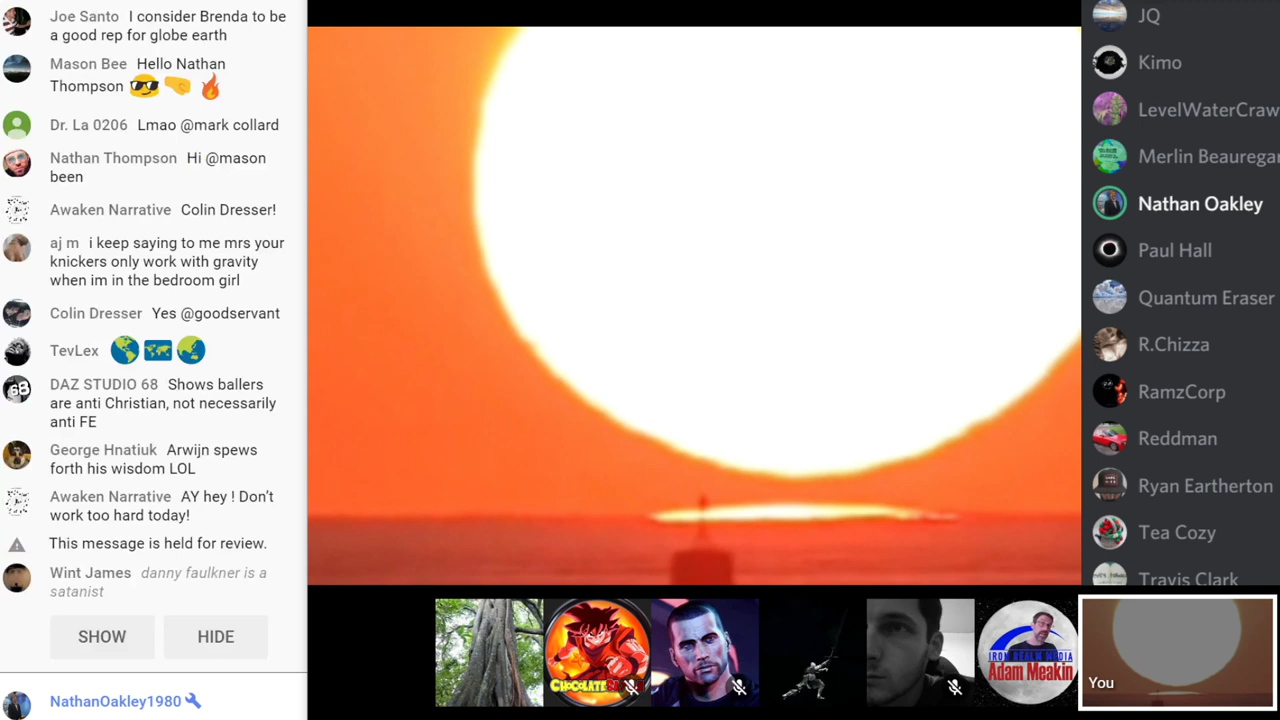 Joe Santo I consider Brenda to be
a good rep for globe earth
Mason Bee Hello Nathan
Thompson
Dr. La 0206 Lmao @mark collard
Nathan Thompson Hi @mason
been
Awaken Narrative Colin Dresser!
aj m i keep saying to me mrs your
knickers only work with gravity
when im in the bedroom girl
Colin Dresser Yes @goodservant
TevLex
68
DAZ STUDIO 68 Shows ballers
are anti Christian, not necessarily
anti FE
George Hnatiuk Arwijn spews
forth his wisdom LOL
Awaken Narrative AY hey ! Don't
work too hard today!
This message is held for review.
Wint James danny faulkner is a
satanist
SHOW HIDE
NathanOakley1980
JQ
Kimo
LevelWaterCraw
Merlin Beauregar
Nathan Oakley
Paul Hall
Quantum Eraser
R.Chizza
RamzCorp
Reddman
Ryan Eartherton
Tea Cozy
Travis Clark
IRON REALM MEDIA
Adam Meakin
You